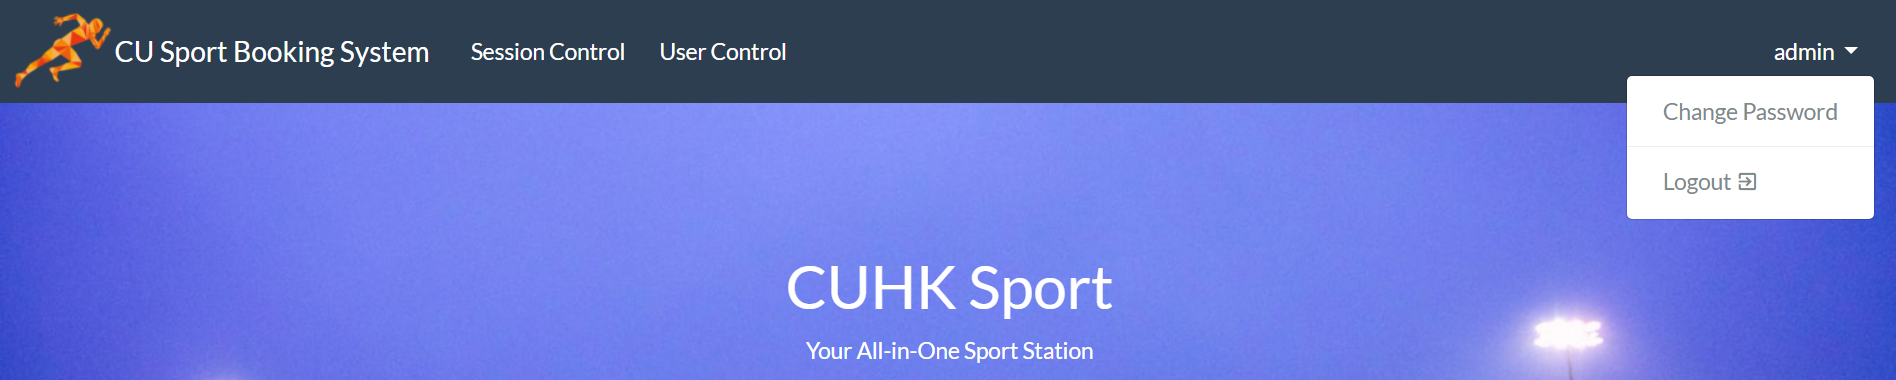 CU Sport Booking System
Session Control
User Control
admin
Change Password
Logout
CUHK Sport
Your All-in-One Sport Station